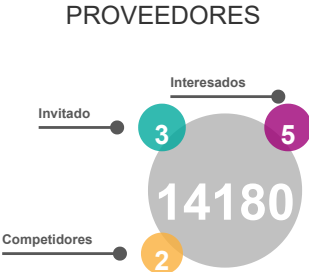 PROVEEDORES
Interesados
Invitado
3
5
14180
Competidores
2